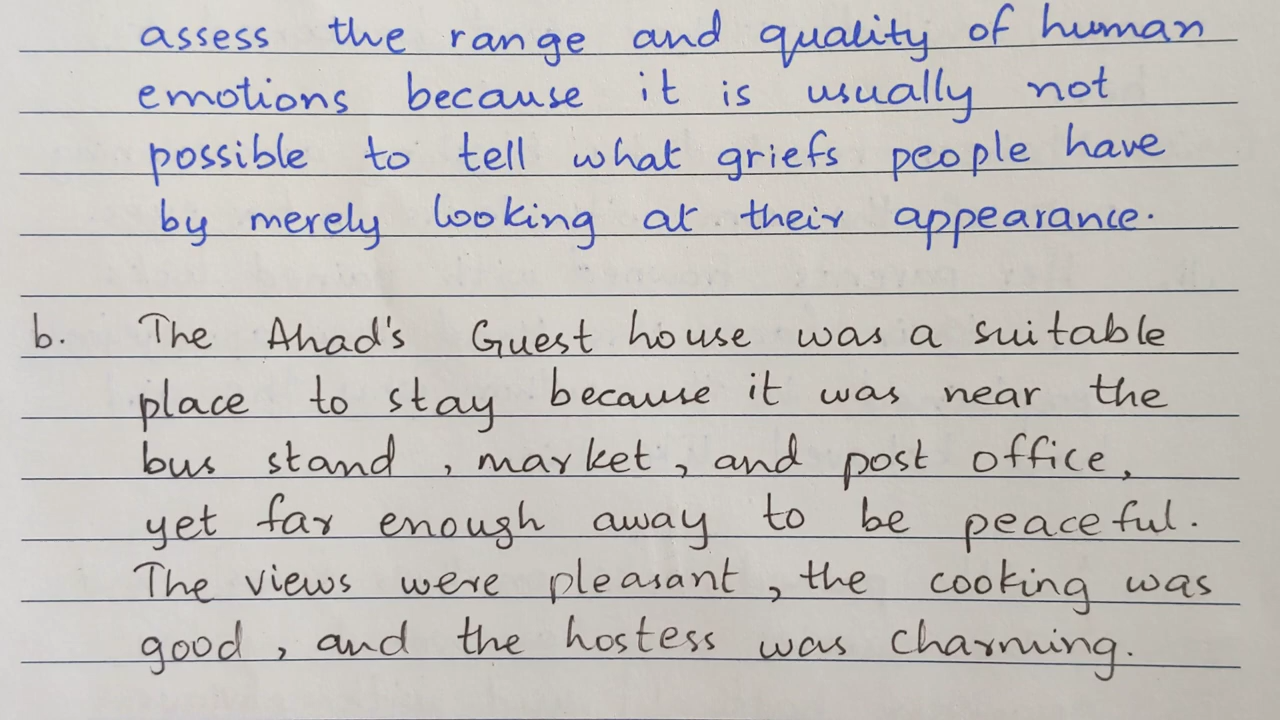 assess the range and quality of human
emotions because it is usually not
possible to tell what griefs people have
by merely looking at their appearance.
b. The Ahad's Guest house was a suitable
place to stay because it was near the
bus stand, market, and post office,
yet far enough away to be peaceful.
The views were pleasant, the cooking was
good, and the hostess was charming.